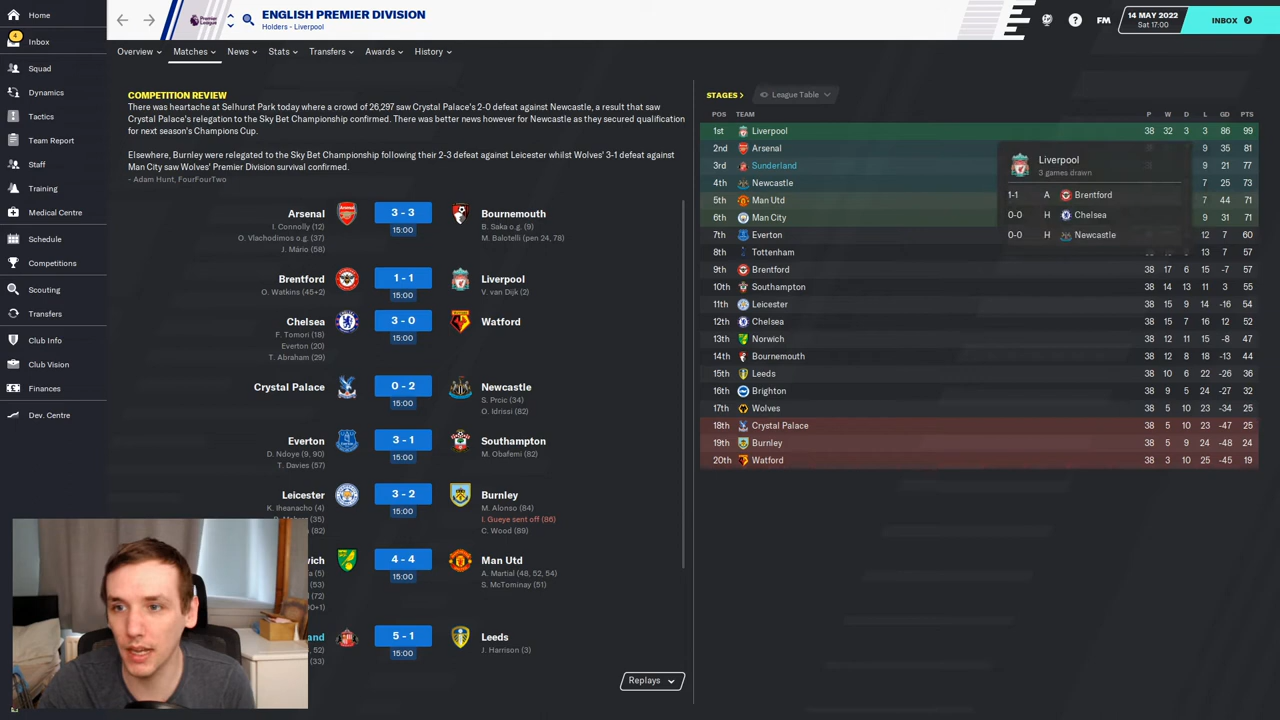 Home
4
Inbox
Squad
Dynamics
Tactics
Team Report
Staff
Training
Medical Centre
Schedule
Competitions
Scouting
Transfers
Club Info
Club Vision
Finances
Dev. Centre
Premier League
ENGLISH PREMIER DIVISION
Holders - Liverpool
FM
14 MAY 2022
Sat 17:00
INBOX
Overview Matches News Stats Transfers Awards History
COMPETITION REVIEW
There was heartache at Selhurst Park today where a crowd of 26,297 saw Crystal Palace's 2-0 defeat against Newcastle, a result that saw
Crystal Palace's relegation to the Sky Bet Championship confirmed. There was better news however for Newcastle as they secured qualification
for next season's Champions Cup.
Elsewhere, Burnley were relegated to the Sky Bet Championship following their 2-3 defeat against Leicester whilst Wolves' 3-1 defeat against
Man City saw Wolves' Premier Division survival confirmed.
- Adam Hunt, FourFourTwo
Arsenal 3 - 3 Bournemouth
I. Connolly (12) 15:00 B. Saka o.g. (9)
O. Vlachodimos o.g. (37) M. Balotelli (pen 24, 78)
J. Mário (58)
Brentford 1 - 1 Liverpool
O. Watkins (45+2) 15:00 V. van Dijk (2)
Chelsea 3 - 0 Watford
F. Tomori (18) 15:00
Everton (20)
T. Abraham (29)
Crystal Palace 0 - 2 Newcastle
15:00 S. Prcic (34)
O. Idrissi (82)
Everton 3 - 1 Southampton
D. Ndoye (9, 90) 15:00 M. Obafemi (82)
T. Davies (57)
Leicester 3 - 2 Burnley
K. Iheanacho (4) 15:00 M. Alonso (84)
(35) I. Gueye sent off (86)
(82) C. Wood (89)
wich 4 - 4 Man Utd
(5) 15:00 A. Martial (48, 52, 54)
(53) S. McTominay (51)
(72)
00+1)
and 5 - 1 Leeds
, 52) 15:00 J. Harrison (3)
(33)
Replays
STAGES > League Table
POS TEAM P W D L GD PTS
1st Liverpool 38 32 3 3 86 99
2nd Arsenal 9 35 81
3rd Sunderland 9 21 77
4th Newcastle 7 25 73
5th Man Utd 7 44 71
6th Man City 9 31 71
7th Everton 12 7 60
8th Tottenham 13 7 57
9th Brentford 38 17 6 15 -7 57
10th Southampton 38 14 13 11 3 55
11th Leicester 38 15 9 14 -16 54
12th Chelsea 38 15 7 16 12 52
13th Norwich 38 12 11 15 -8 47
14th Bournemouth 38 12 8 18 -13 44
15th Leeds 38 10 6 22 -26 36
16th Brighton 38 9 5 24 -27 32
17th Wolves 38 5 10 23 -34 25
18th Crystal Palace 38 5 10 23 -47 25
19th Burnley 38 5 9 24 -48 24
20th Watford 38 3 10 25 -45 19
Liverpool
3 games drawn
1-1 A Brentford
0-0 H Chelsea
0-0 H Newcastle